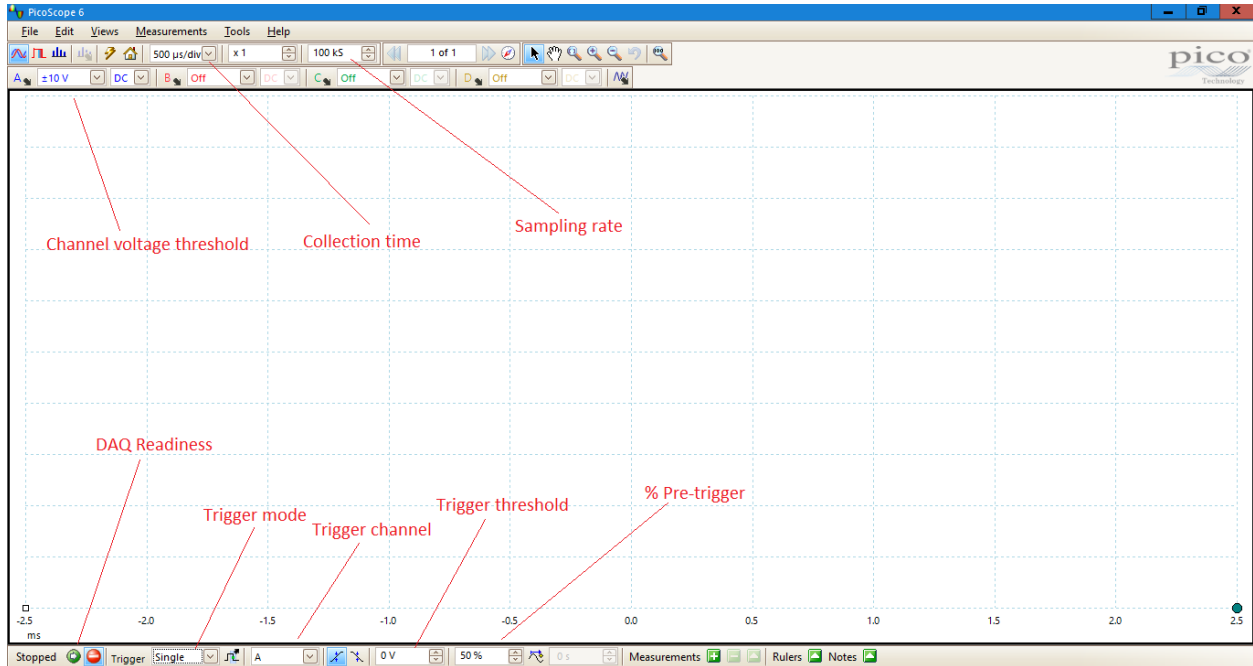 PicoScope 6
File Edit Views Measurements Tools Help
500 µs/div x 1 100 kS 1 of 1
A ±10 V DC B Off DC C Off DC D Off DC
pico
Technology
Channel voltage threshold
Collection time
Sampling rate
DAQ Readiness
Trigger mode
Trigger channel
Trigger threshold
% Pre-trigger
-2.5 -2.0 -1.5 -1.0 -0.5 0.0 0.5 1.0 1.5 2.0 2.5
ms
Stopped Trigger Single A 0 V 50 % 0 s Measurements Rulers Notes